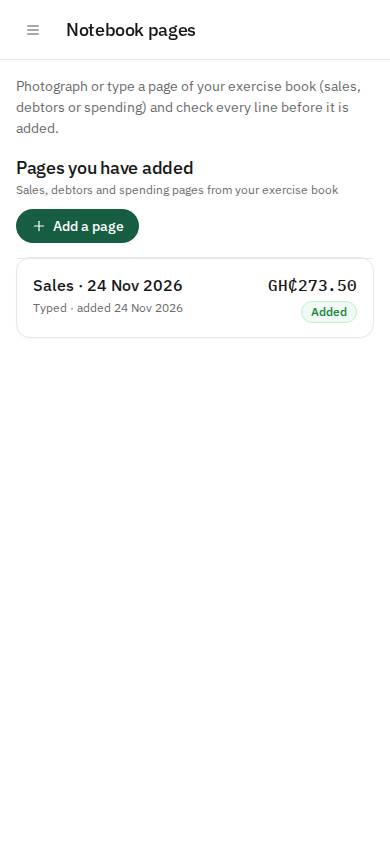 Notebook pages
Photograph or type a page of your exercise book (sales,
debtors or spending) and check every line before it is
added.
Pages you have added
Sales, debtors and spending pages from your exercise book
+ Add a page
Sales · 24 Nov 2026
GH₵273.50
Typed · added 24 Nov 2026
Added